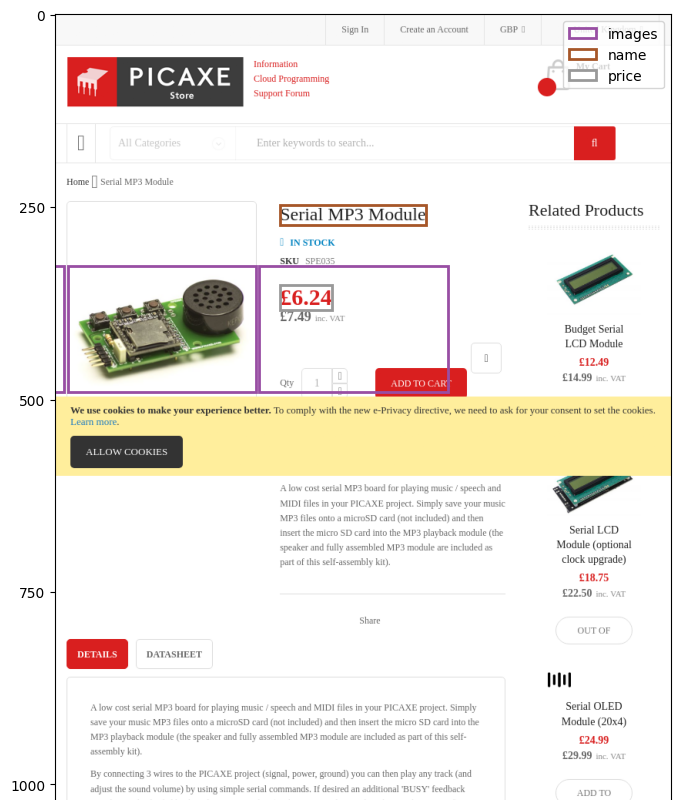 0
250
500
750
1000
images
name
price
Sign In
Create an Account
GBP
PICAXE
Store
Information
Cloud Programming
Support Forum
My Cart
All Categories
Enter keywords to search...
Home
Serial MP3 Module
Serial MP3 Module
IN STOCK
SKU SPE035
£6.24
£7.49 inc. VAT
Qty 1
ADD TO CART
Related Products
Budget Serial
LCD Module
£12.49
£14.99 inc. VAT
We use cookies to make your experience better. To comply with the new e-Privacy directive, we need to ask for your consent to set the cookies.
Learn more.
ALLOW COOKIES
A low cost serial MP3 board for playing music / speech and
MIDI files in your PICAXE project. Simply save your music
MP3 files onto a microSD card (not included) and then
insert the micro SD card into the MP3 playback module (the
speaker and fully assembled MP3 module are included as
part of this self-assembly kit).
Share
Serial LCD
Module (optional
clock upgrade)
£18.75
£22.50 inc. VAT
OUT OF
Serial OLED
Module (20x4)
£24.99
£29.99 inc. VAT
ADD TO
DETAILS
DATASHEET
A low cost serial MP3 board for playing music / speech and MIDI files in your PICAXE project. Simply
save your music MP3 files onto a microSD card (not included) and then insert the micro SD card into the
MP3 playback module (the speaker and fully assembled MP3 module are included as part of this self-
assembly kit).
By connecting 3 wires to the PICAXE project (signal, power, ground) you can then play any track (and
adjust the sound volume) by using simple serial commands. If desired an additional 'BUSY' feedback